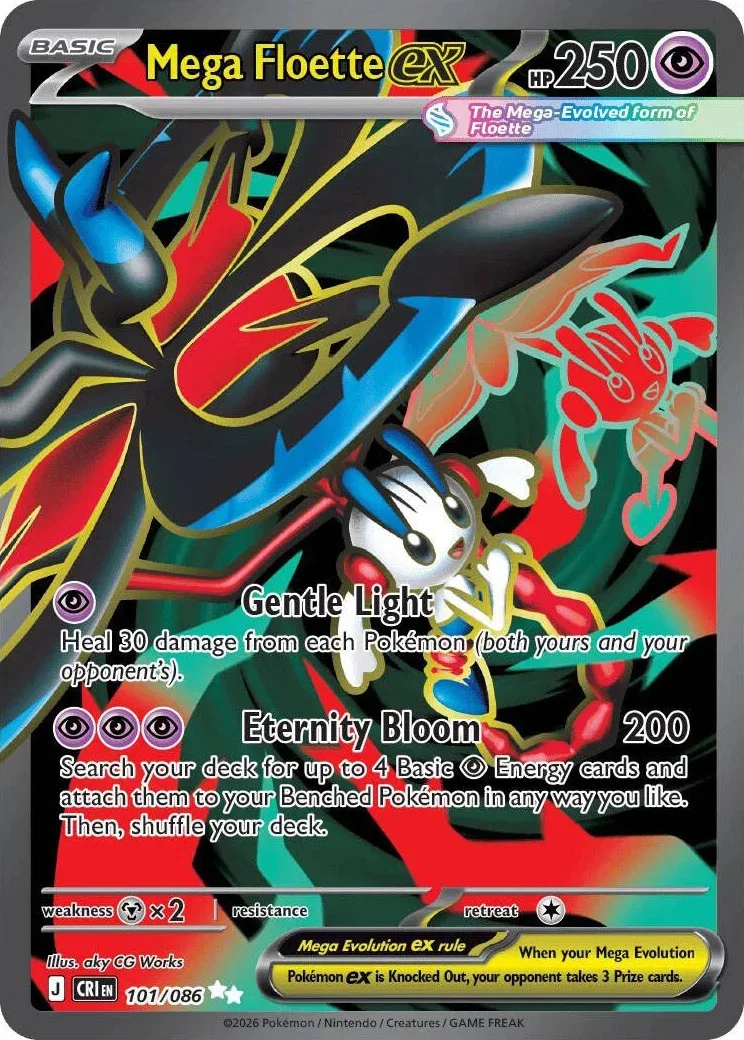 BASIC
Mega Floette ex
HP 250
The Mega-Evolved form of
Floette
Gentle Light
Heal 30 damage from each Pokémon (both yours and your
opponent's).
Eternity Bloom 200
Search your deck for up to 4 Basic Energy cards and
attach them to your Benched Pokémon in any way you like.
Then, shuffle your deck.
weakness ×2 resistance retreat
Illus. aky CG Works
Mega Evolution ex rule
When your Mega Evolution
Pokémon ex is Knocked Out, your opponent takes 3 Prize cards.
J CRI EN 101/086
©2026 Pokémon / Nintendo / Creatures / GAME FREAK